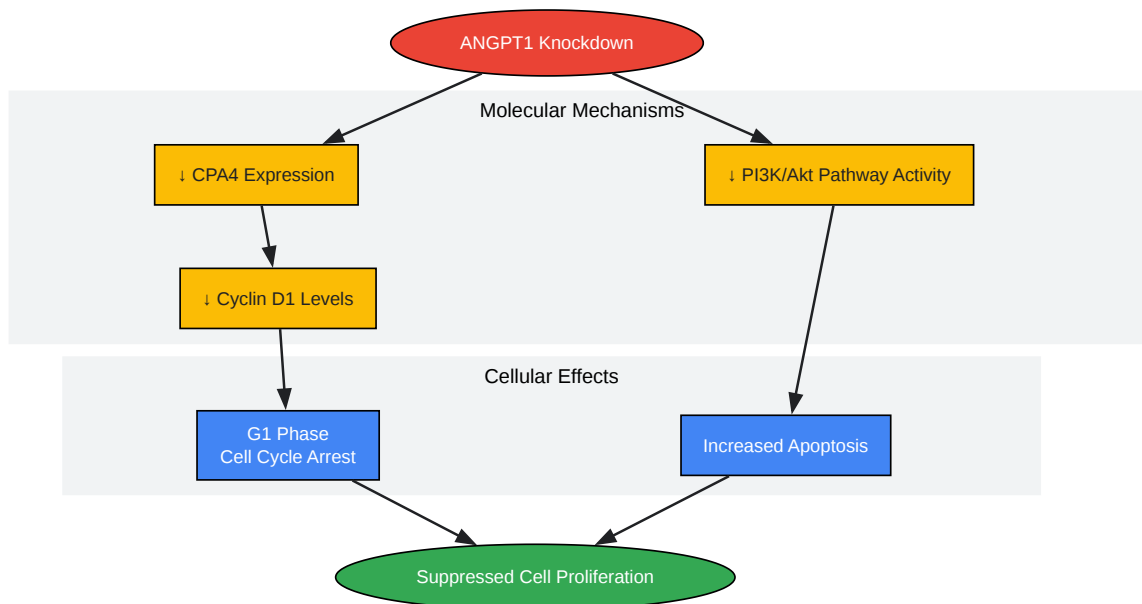 ANGPT1 Knockdown
Molecular Mechanisms
↓ CPA4 Expression
↓ PI3K/Akt Pathway Activity
↓ Cyclin D1 Levels
Cellular Effects
G1 Phase
Cell Cycle Arrest
Increased Apoptosis
Suppressed Cell Proliferation